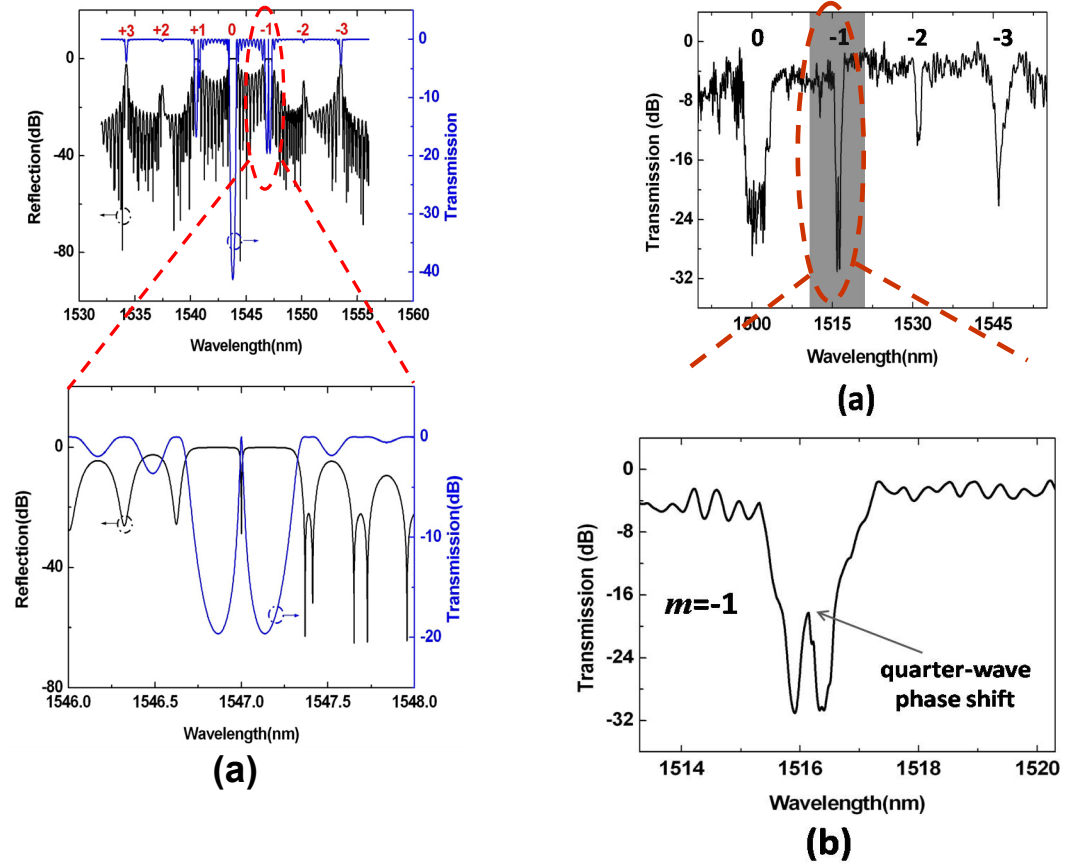 +3 +2 +1 0 -1 -2 -3
0
-40
-80
Reflection(dB)
0
-5
-10
-15
-20
-25
-30
-35
-40
Transmission
1530 1535 1540 1545 1550 1555 1560
Wavelength(nm)
0
-40
-80
Reflection(dB)
0
-10
-20
Transmission(dB)
1546.0 1546.5 1547.0 1547.5 1548.0
Wavelength(nm)
(a)
0 -1 -2 -3
0
-8
-16
-24
-32
Transmission (dB)
1500 1515 1530 1545
Wavelength(nm)
(a)
0
-8
-16
-24
-32
Transmission (dB)
m=-1
quarter-wave
phase shift
1514 1516 1518 1520
Wavelength(nm)
(b)